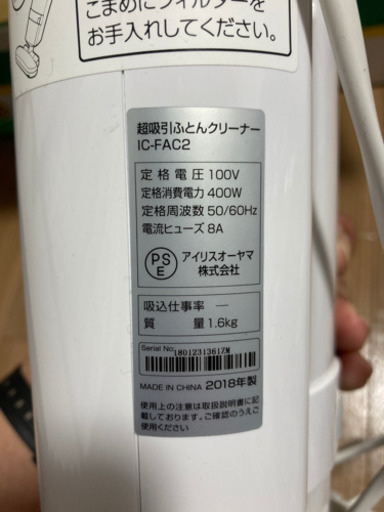 こまめにフィルターを
お手入れしてください。
超吸引ふとんクリーナー
IC-FAC2
定格電圧 100V
定格消費電力 400W
定格周波数 50/60Hz
電流ヒューズ 8A
PSE アイリスオーヤマ
株式会社
吸込仕事率 —
質量 1.6kg
Serial No: 18012313617M
MADE IN CHINA 2018年製
使用上の注意は取扱説明書に記
載しております。ご確認のうえご
使用ください。